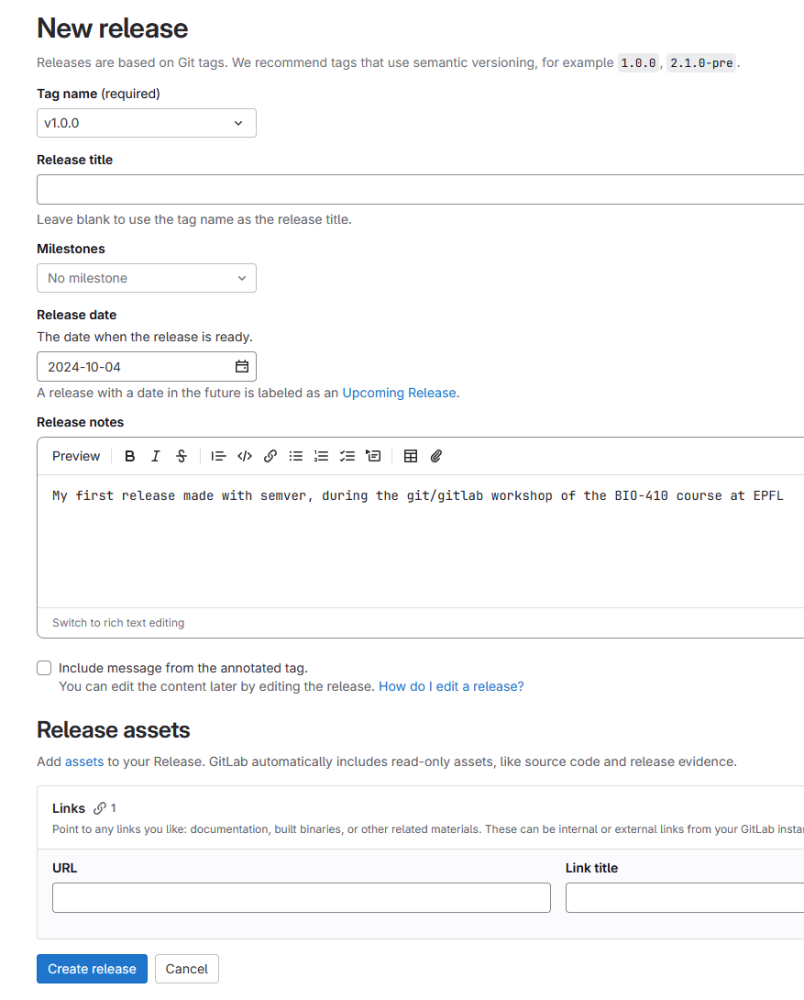 New release
Releases are based on Git tags. We recommend tags that use semantic versioning, for example 1.0.0, 2.1.0-pre.
Tag name (required)
v1.0.0
Release title
Leave blank to use the tag name as the release title.
Milestones
No milestone
Release date
The date when the release is ready.
2024-10-04
A release with a date in the future is labeled as an Upcoming Release.
Release notes
Preview
My first release made with semver, during the git/gitlab workshop of the BIO-410 course at EPFL
Switch to rich text editing
Include message from the annotated tag.
You can edit the content later by editing the release. How do I edit a release?
Release assets
Add assets to your Release. GitLab automatically includes read-only assets, like source code and release evidence.
Links 1
Point to any links you like: documentation, built binaries, or other related materials. These can be internal or external links from your GitLab
URL Link title
Create release Cancel